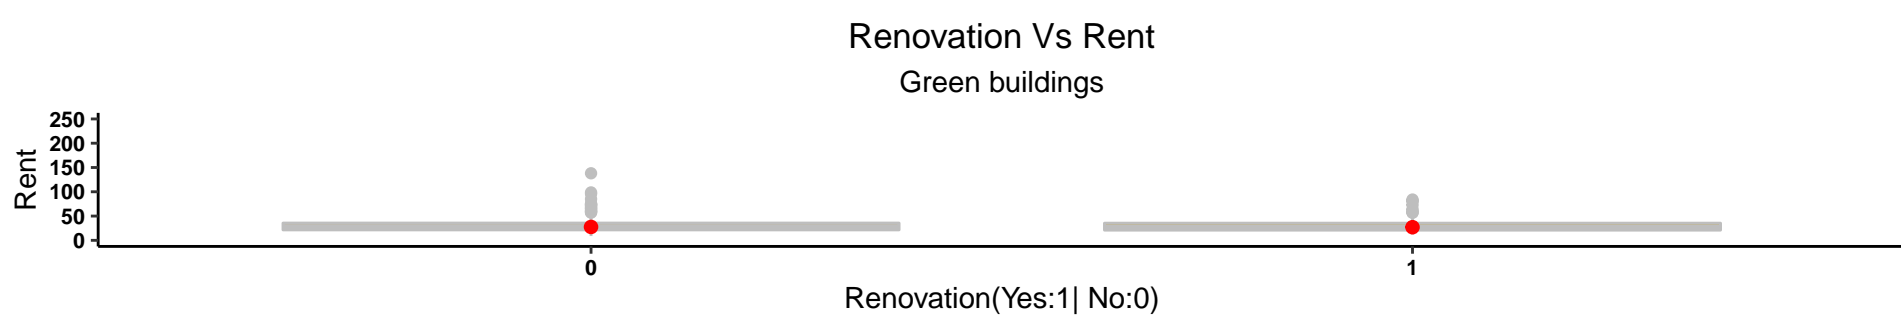 Renovation Vs Rent
Green buildings
Rent
250
200
150
100
50
0
0 1
Renovation(Yes:1| No:0)